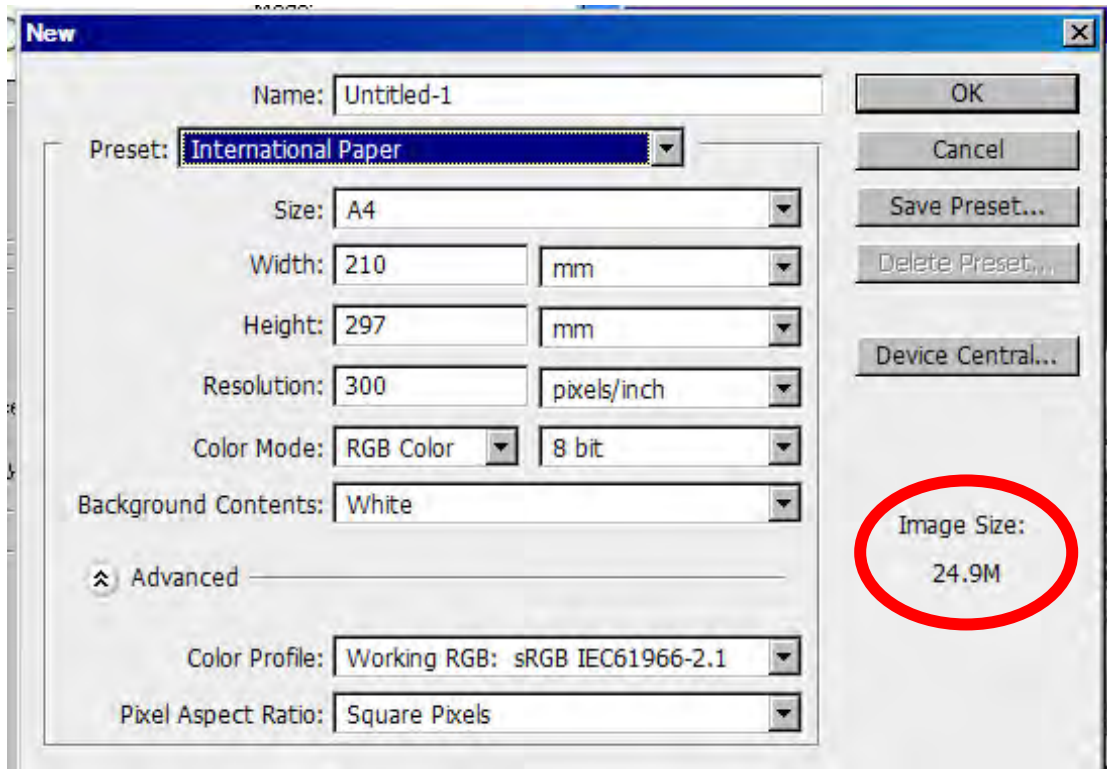 New
Name: Untitled-1
OK
Preset: International Paper
Cancel
Size: A4
Save Preset...
Width: 210 mm
Delete Preset...
Height: 297 mm
Device Central...
Resolution: 300 pixels/inch
Color Mode: RGB Color 8 bit
Background Contents: White
Image Size:
24.9M
Advanced
Color Profile: Working RGB: sRGB IEC61966-2.1
Pixel Aspect Ratio: Square Pixels